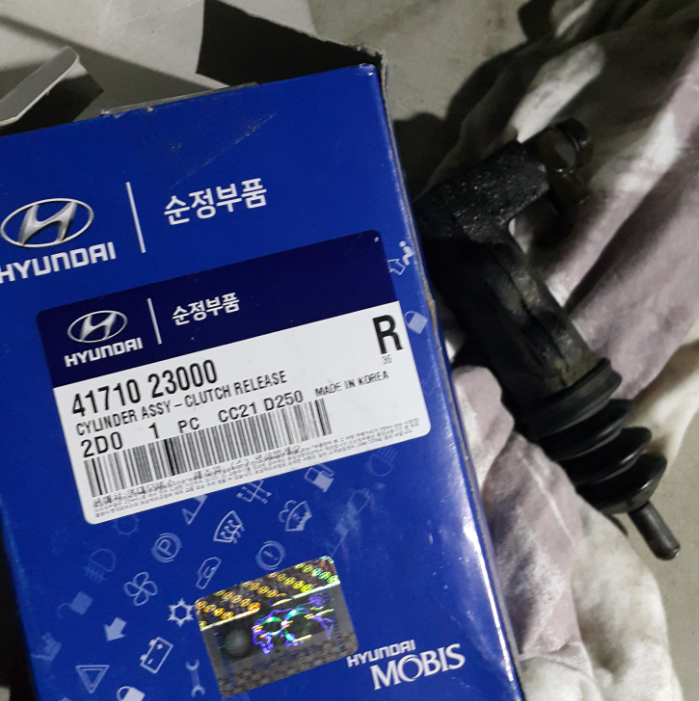 HYUNDAI
순정부품
HYUNDAI
순정부품
R
36
41710 23000
CYLINDER ASSY-CLUTCH RELEASE
2D0 1 PC CC21 D250 MADE IN KOREA
HYUNDAI
MOBIS